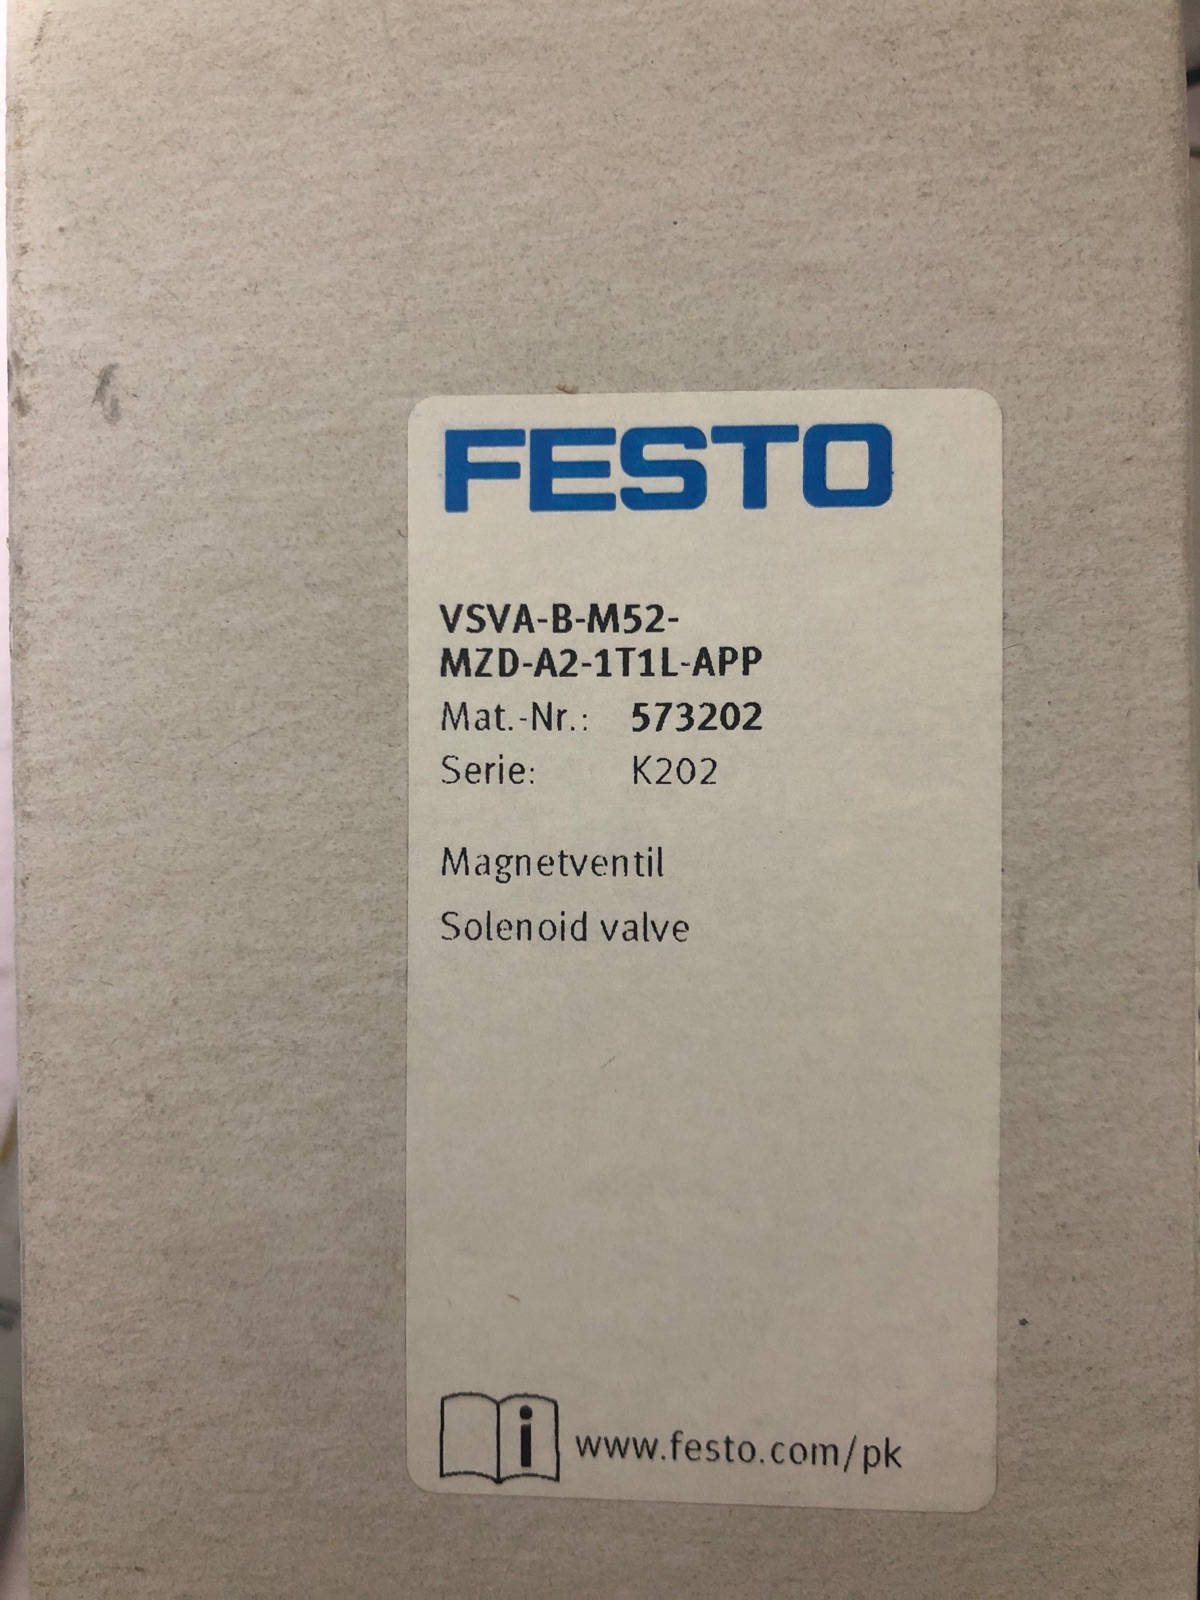 FESTO
VSVA-B-M52-
MZD-A2-1T1L-APP
Mat.-Nr.: 573202
Serie: K202
Magnetventil
Solenoid valve
i www.festo.com/pk